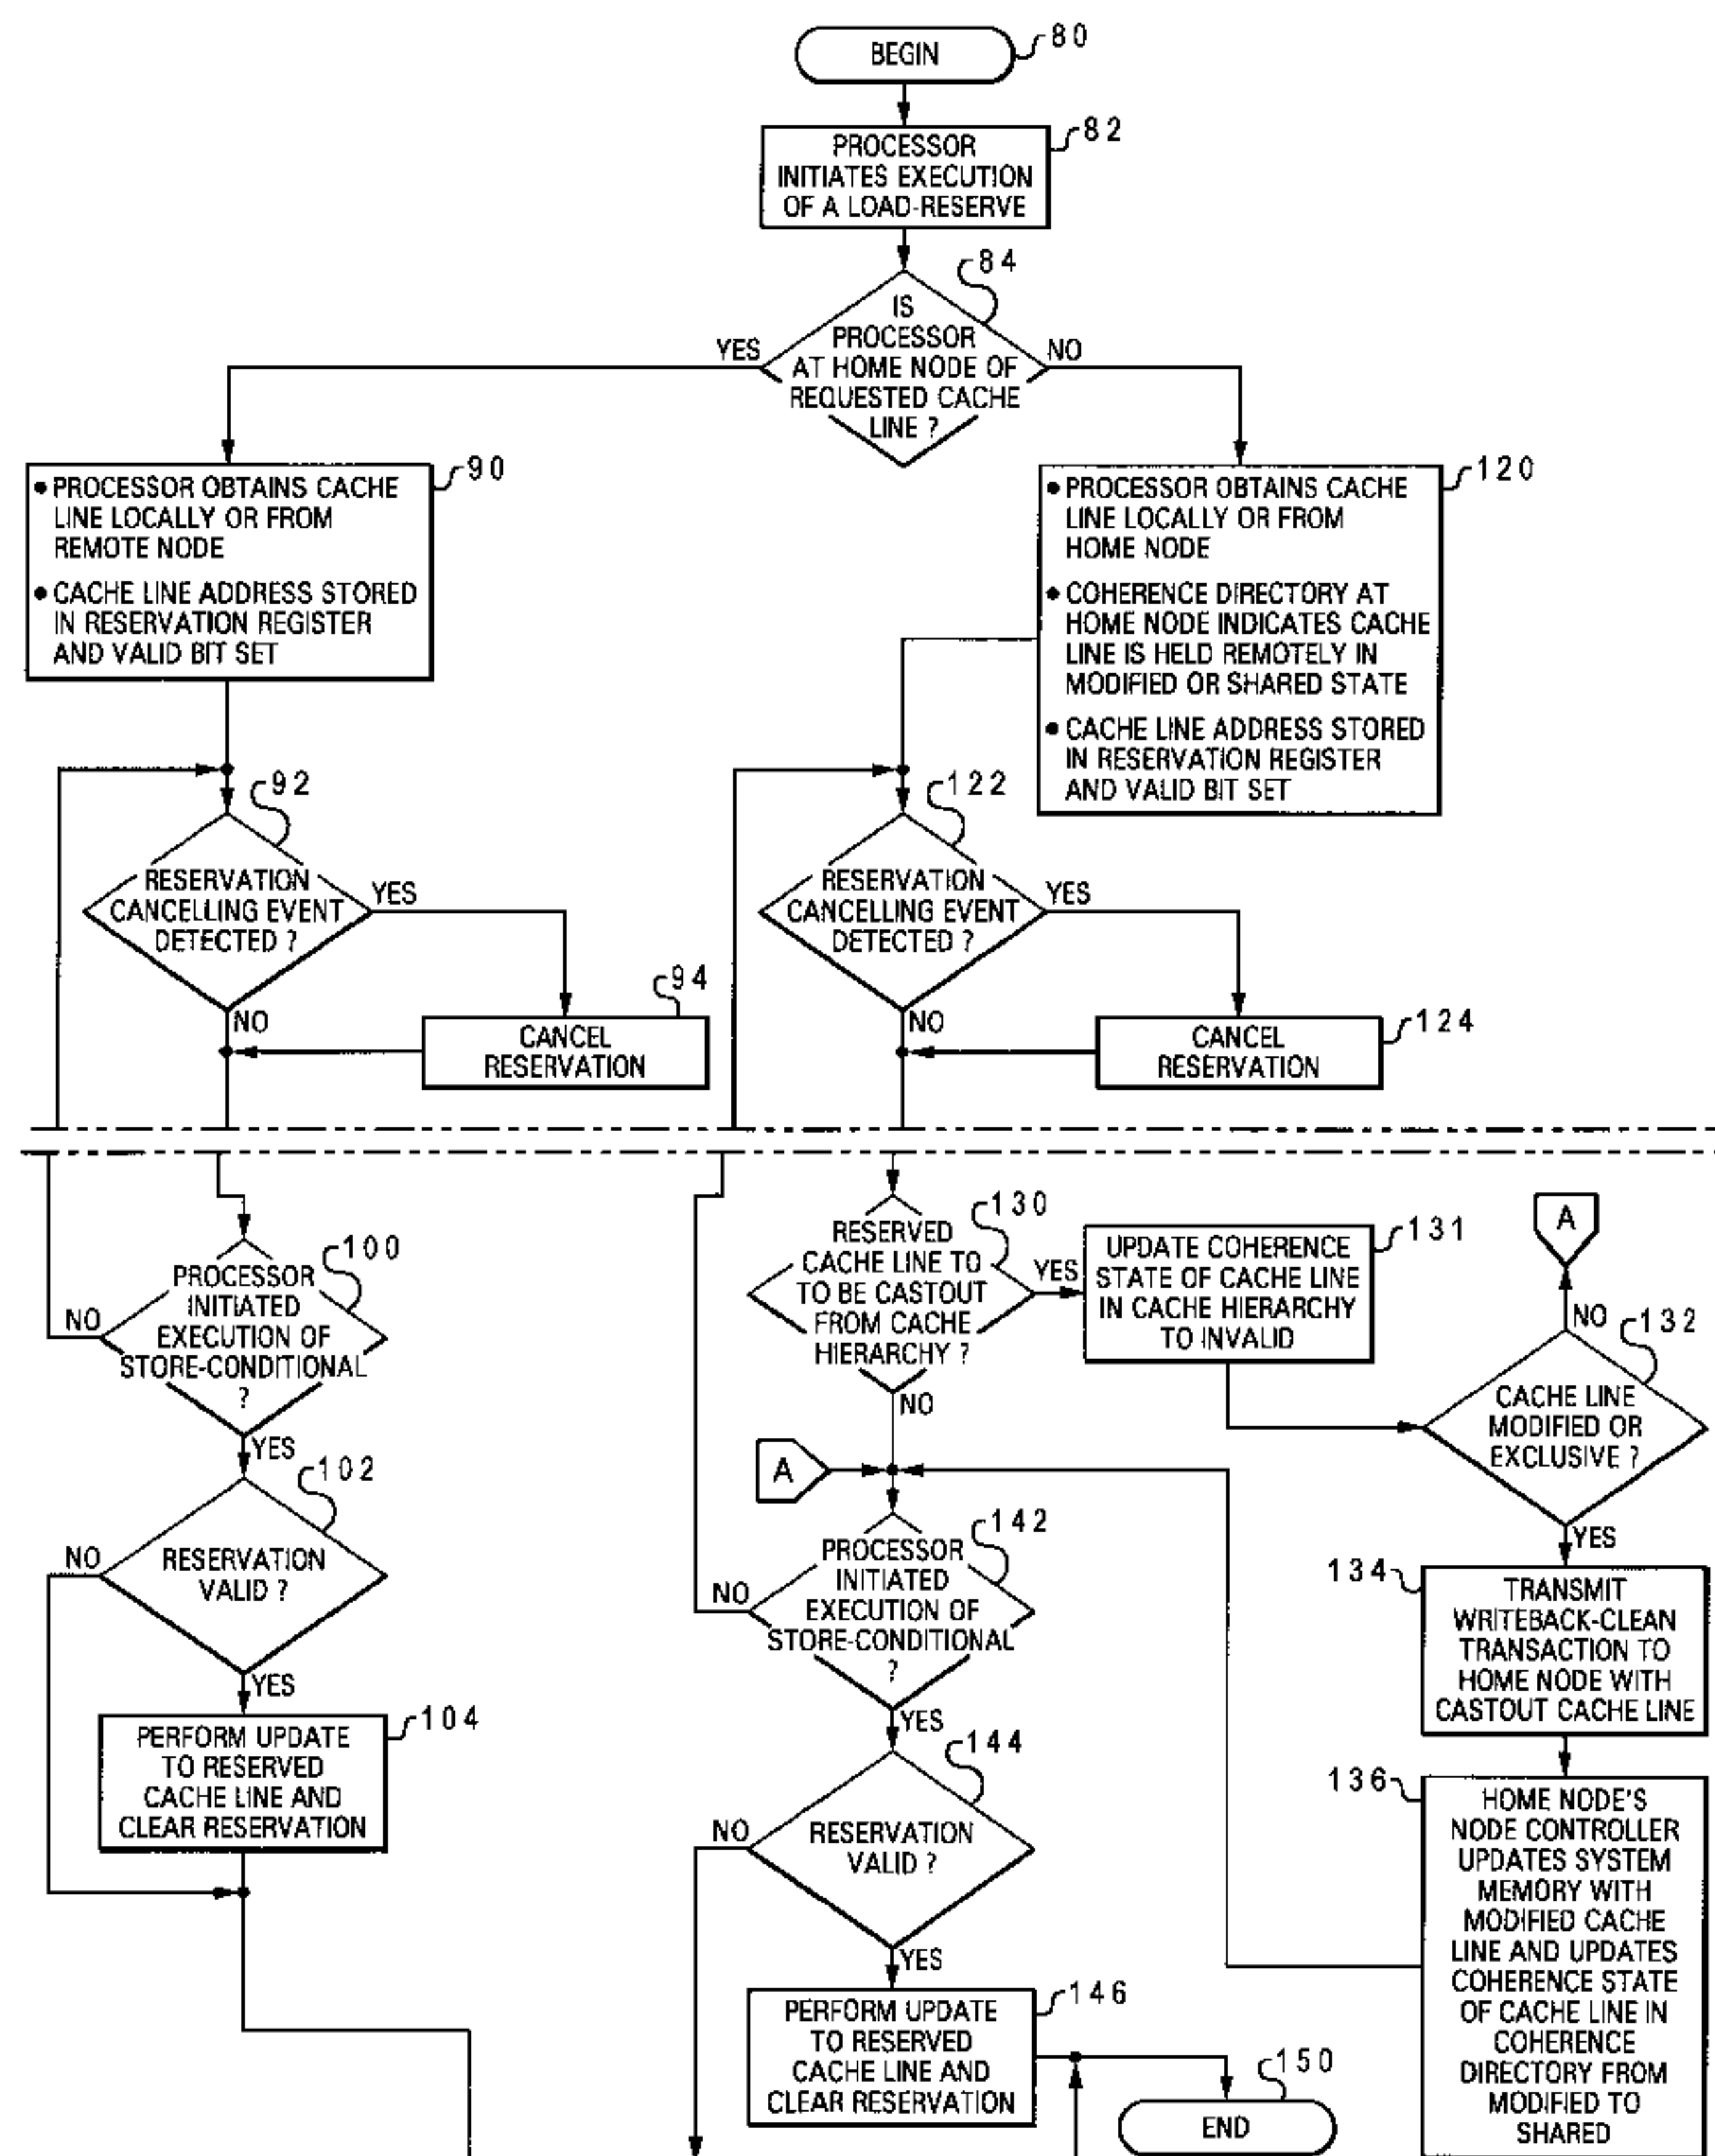 BEGIN
80
PROCESSOR
INITIATES EXECUTION
OF A LOAD-RESERVE
82
84
IS
PROCESSOR
AT HOME NODE OF
REQUESTED CACHE
LINE ?
YES
NO
90
• PROCESSOR OBTAINS CACHE
LINE LOCALLY OR FROM
REMOTE NODE
• CACHE LINE ADDRESS STORED
IN RESERVATION REGISTER
AND VALID BIT SET
120
• PROCESSOR OBTAINS CACHE
LINE LOCALLY OR FROM
HOME NODE
• COHERENCE DIRECTORY AT
HOME NODE INDICATES CACHE
LINE IS HELD REMOTELY IN
MODIFIED OR SHARED STATE
• CACHE LINE ADDRESS STORED
IN RESERVATION REGISTER
AND VALID BIT SET
92
RESERVATION
CANCELLING EVENT
DETECTED ?
YES
NO
94
CANCEL
RESERVATION
122
RESERVATION
CANCELLING EVENT
DETECTED ?
YES
NO
124
CANCEL
RESERVATION
100
PROCESSOR
INITIATED
EXECUTION OF
STORE-CONDITIONAL
?
NO
YES
102
RESERVATION
VALID ?
NO
YES
104
PERFORM UPDATE
TO RESERVED
CACHE LINE AND
CLEAR RESERVATION
130
RESERVED
CACHE LINE TO
TO BE CASTOUT
FROM CACHE
HIERARCHY ?
YES
NO
131
UPDATE COHERENCE
STATE OF CACHE LINE
IN CACHE HIERARCHY
TO INVALID
A
NO
132
CACHE LINE
MODIFIED OR
EXCLUSIVE ?
YES
134
TRANSMIT
WRITEBACK-CLEAN
TRANSACTION TO
HOME NODE WITH
CASTOUT CACHE LINE
136
HOME NODE'S
NODE CONTROLLER
UPDATES SYSTEM
MEMORY WITH
MODIFIED CACHE
LINE AND UPDATES
COHERENCE STATE
OF CACHE LINE IN
COHERENCE
DIRECTORY FROM
MODIFIED TO
SHARED
A
142
PROCESSOR
INITIATED
EXECUTION OF
STORE-CONDITIONAL
?
NO
YES
144
RESERVATION
VALID ?
NO
YES
146
PERFORM UPDATE
TO RESERVED
CACHE LINE AND
CLEAR RESERVATION
150
END